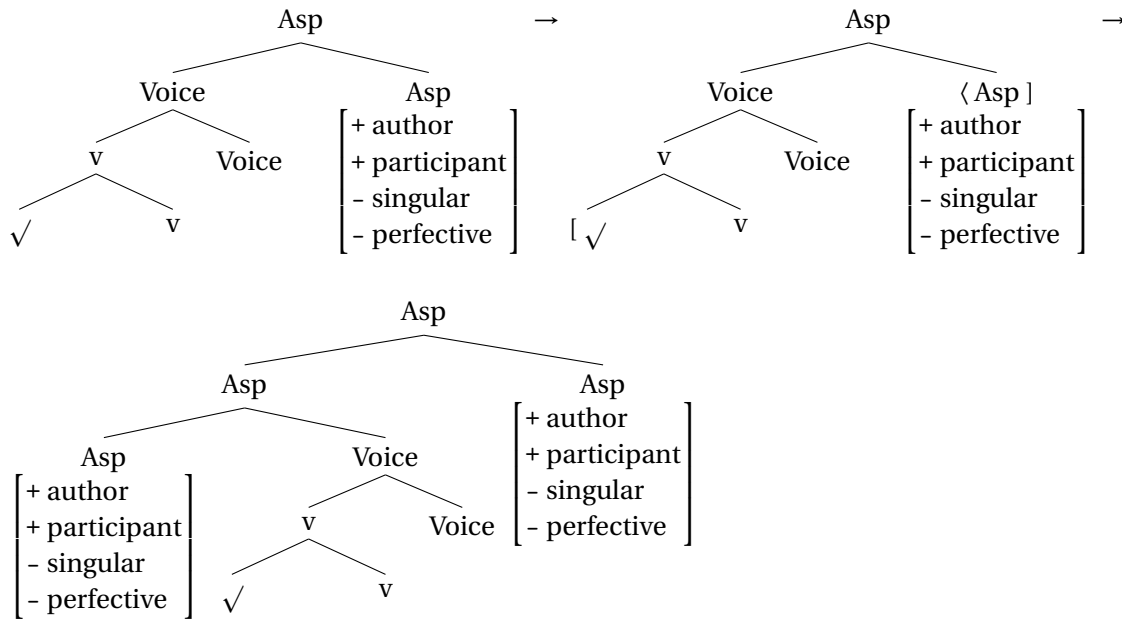 Asp → Asp →
Voice Asp Voice ⟨ Asp ]
+ author + author
v Voice + participant v Voice + participant
– singular – singular
√ v – perfective [ √ v – perfective
Asp
Asp Asp
+ author
Asp Voice + participant
+ author – singular
+ participant v Voice – perfective
– singular
– perfective √ v